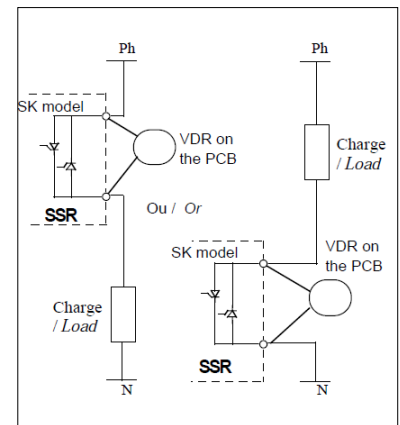 Ph
SK model
VDR on
the PCB
SSR
Ou / Or
Charge
/ Load
N
Ph
Charge
/ Load
VDR on
the PCB
SK model
SSR
N